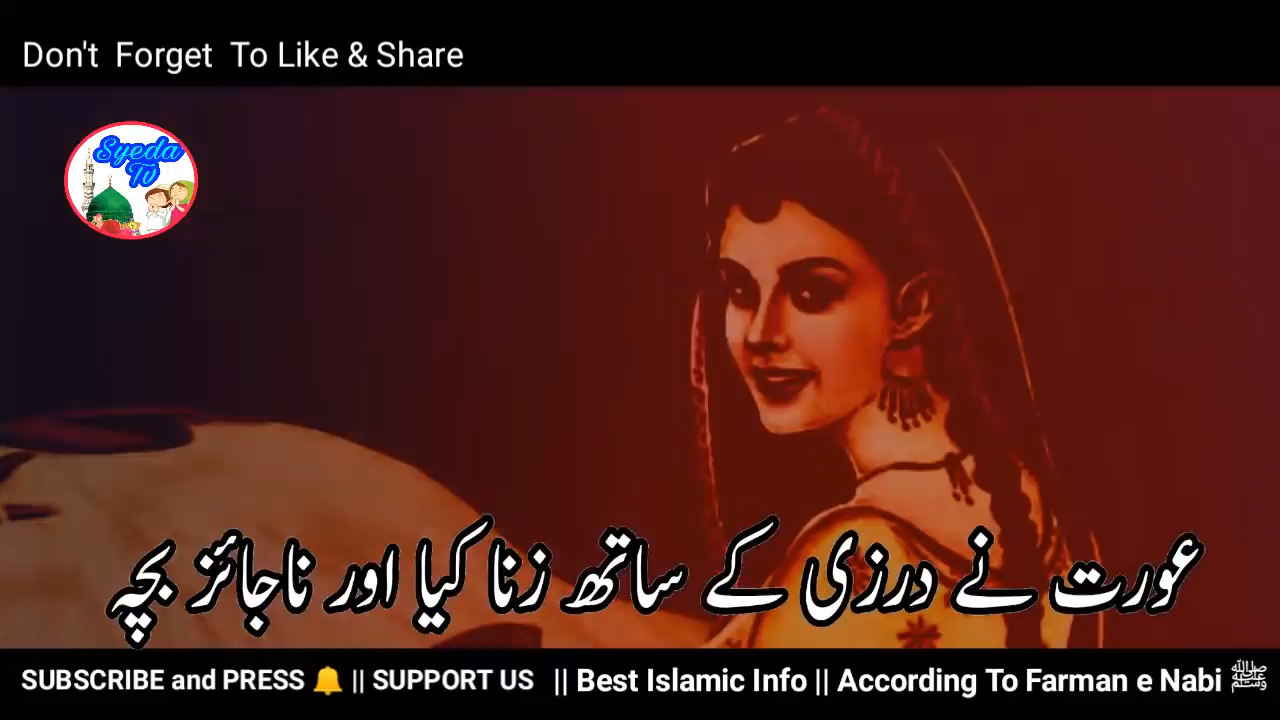 Don't Forget To Like & Share
Syeda
Tv
عورت نے درزی کے ساتھ زنا کیا اور ناجائز بچہ
SUBSCRIBE and PRESS 🔔 || SUPPORT US || Best Islamic Info || According To Farman e Nabi ﷺ